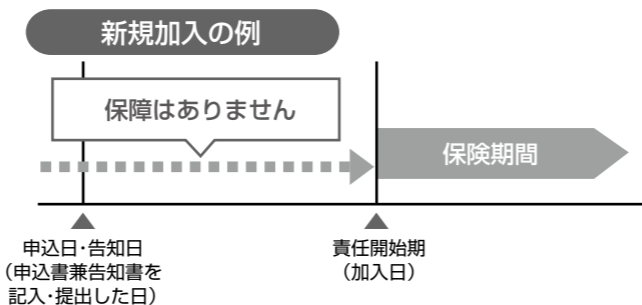 新規加入の例
保障はありません
保険期間
申込日・告知日
（申込書兼告知書を
記入・提出した日）
責任開始期
（加入日）